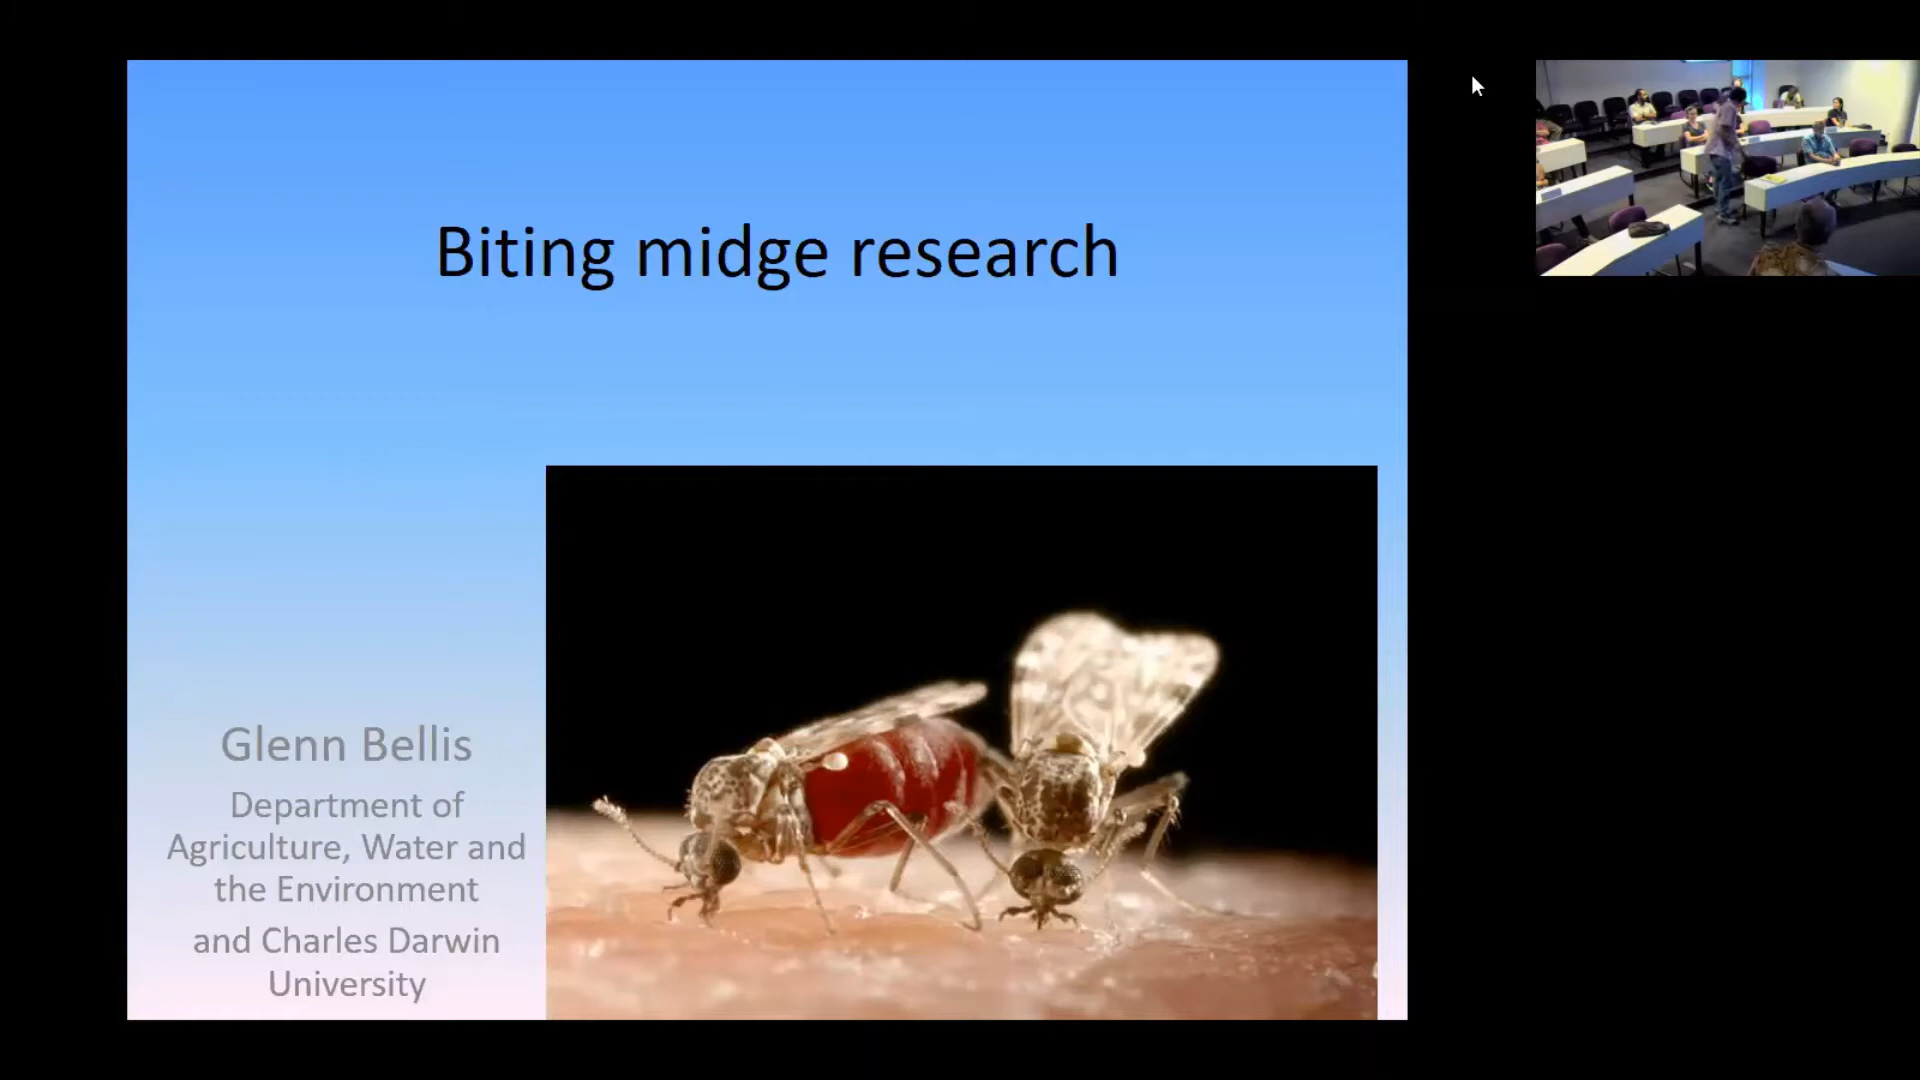 Biting midge research
Glenn Bellis
Department of
Agriculture, Water and
the Environment
and Charles Darwin
University